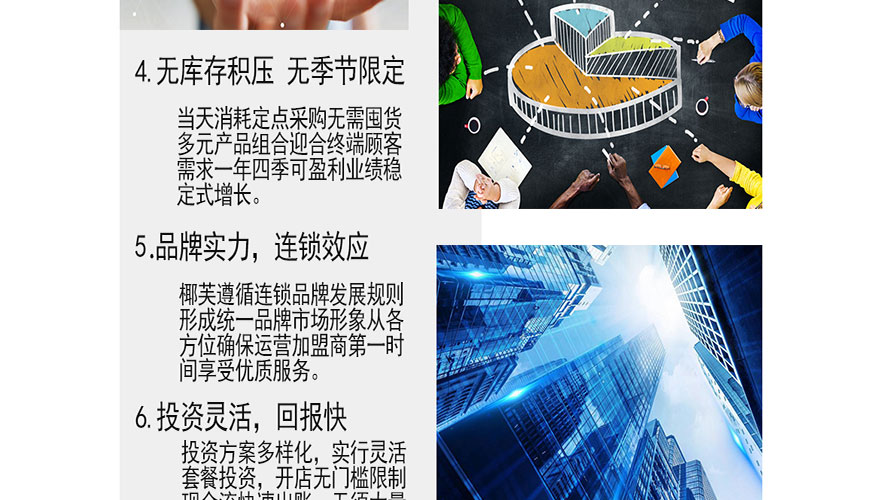 4.无库存积压 无季节限定
当天消耗定点采购无需囤货
多元产品组合迎合终端顾客
需求一年四季可盈利业绩稳
定式增长。
5.品牌实力，连锁效应
椰芙遵循连锁品牌发展规则
形成统一品牌市场形象从各
方位确保运营加盟商第一时
间享受优质服务。
6.投资灵活，回报快
投资方案多样化，实行灵活
套餐投资，开店无门槛限制